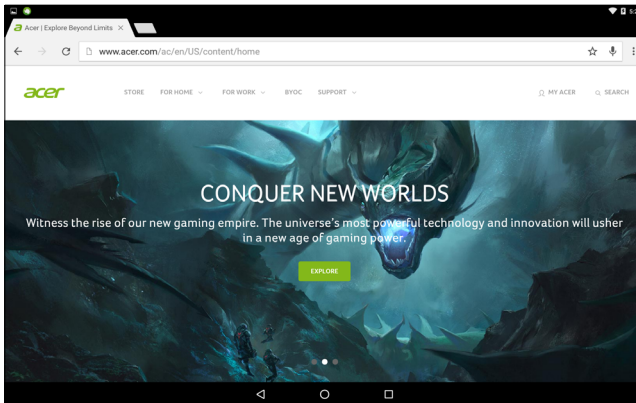 Acer | Explore Beyond Limits
www.acer.com/ac/en/US/content/home
acer
STORE FOR HOME FOR WORK BYOC SUPPORT MY ACER SEARCH
CONQUER NEW WORLDS
Witness the rise of our new gaming empire. The universe's most powerful technology and innovation will usher
in a new age of gaming power.
EXPLORE